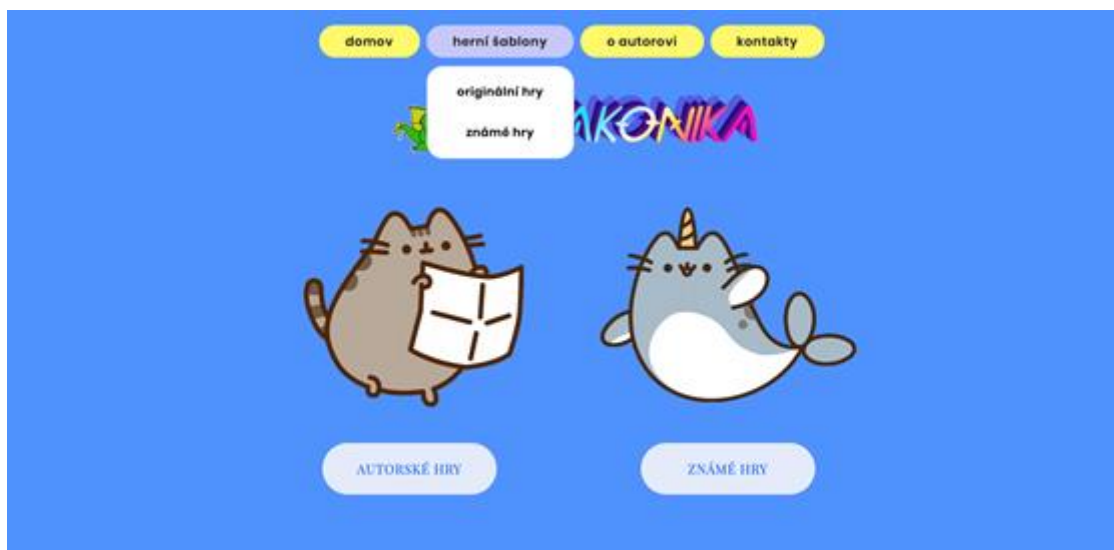 domov
herní šablony
o autorovi
kontakty
originální hry
známé hry
AKONIKA
AUTORSKÉ HRY
ZNÁMÉ HRY